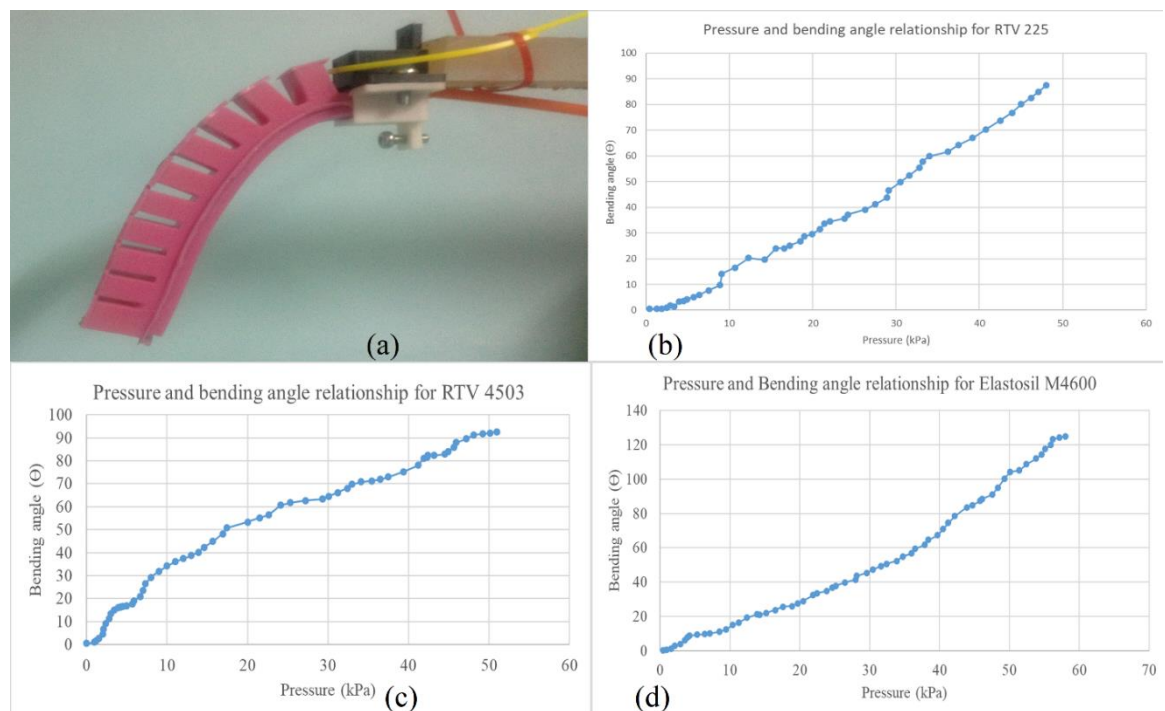 (a)
Pressure and bending angle relationship for RTV 225
Bending angle (Ө)
100
90
80
70
60
50
40
30
20
10
0
0 10 20 30 40 50 60
Pressure (kPa)
(b)
Pressure and bending angle relationship for RTV 4503
Bending angle (Ө)
100
90
80
70
60
50
40
30
20
10
0
0 10 20 30 40 50 60
Pressure (kPa)
(c)
Pressure and Bending angle relationship for Elastosil M4600
Bending angle (Ө)
140
120
100
80
60
40
20
0
0 10 20 30 40 50 60 70
Pressure (kPa)
(d)